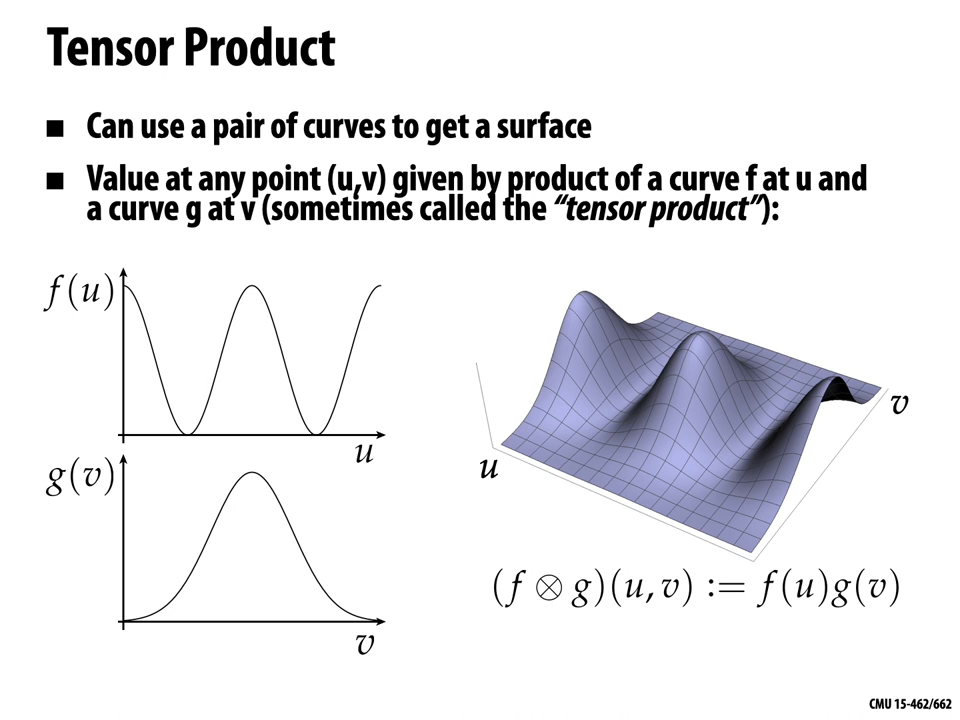 Tensor Product
■ Can use a pair of curves to get a surface
■ Value at any point (u,v) given by product of a curve f at u and
a curve g at v (sometimes called the “tensor product”):
f(u)
u
g(v)
v
u
v
(f ⊗ g)(u, v) := f(u)g(v)
CMU 15-462/662